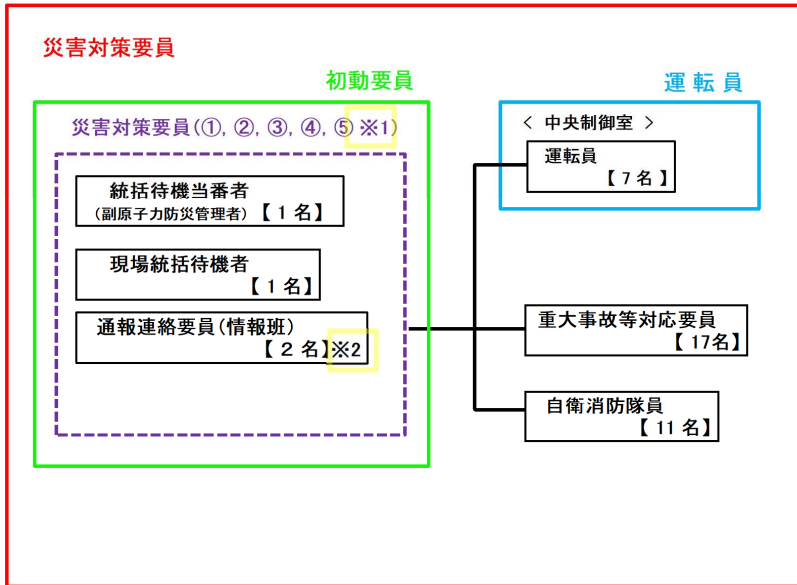 災害対策要員
初動要員
運転員
災害対策要員(①, ②, ③, ④, ⑤ ※1)
統括待機当番者
(副原子力防災管理者)【1名】
現場統括待機者
【1名】
通報連絡要員(情報班)
【2名】※2
< 中央制御室 >
運転員
【7名】
重大事故等対応要員
【17名】
自衛消防隊員
【11名】